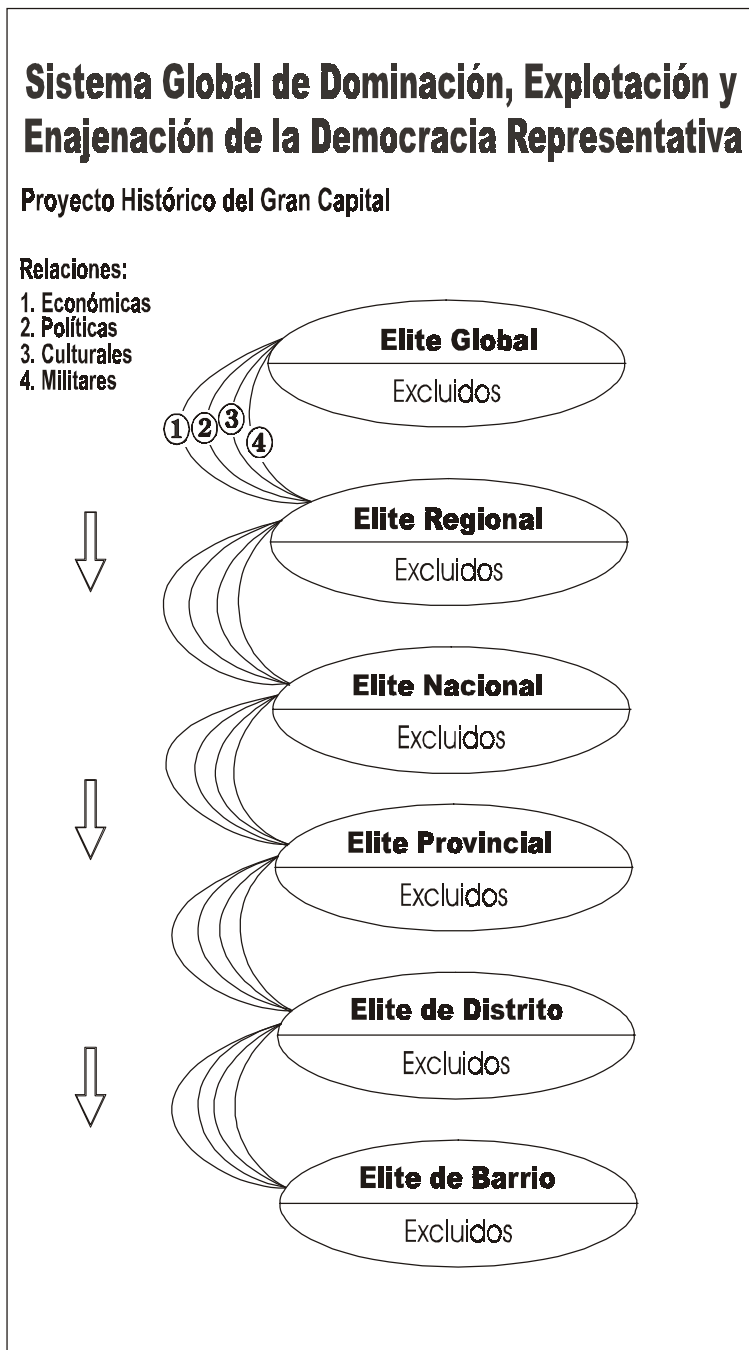 Sistema Global de Dominación, Explotación y
Enajenación de la Democracia Representativa
Proyecto Histórico del Gran Capital
Relaciones:
1. Económicas
2. Políticas
3. Culturales
4. Militares
Elite Global
Excluidos
1 2 3 4
Elite Regional
Excluidos
Elite Nacional
Excluidos
Elite Provincial
Excluidos
Elite de Distrito
Excluidos
Elite de Barrio
Excluidos